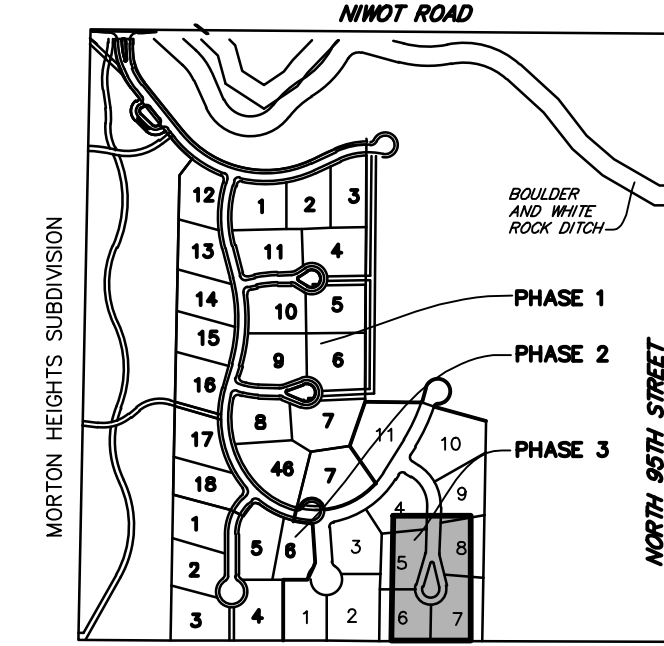 NIWOT ROAD
BOULDER
AND WHITE
ROCK DITCH
MORTON HEIGHTS SUBDIVISION
NORTH 95TH STREET
PHASE 1
PHASE 2
PHASE 3
12 1 2 3
13 11 4
14 10 5
15 9 6
16 8 7
17 46 7 11 10
18 4 9
1 5 6 3 5 8
2
3 4 1 2 6 7